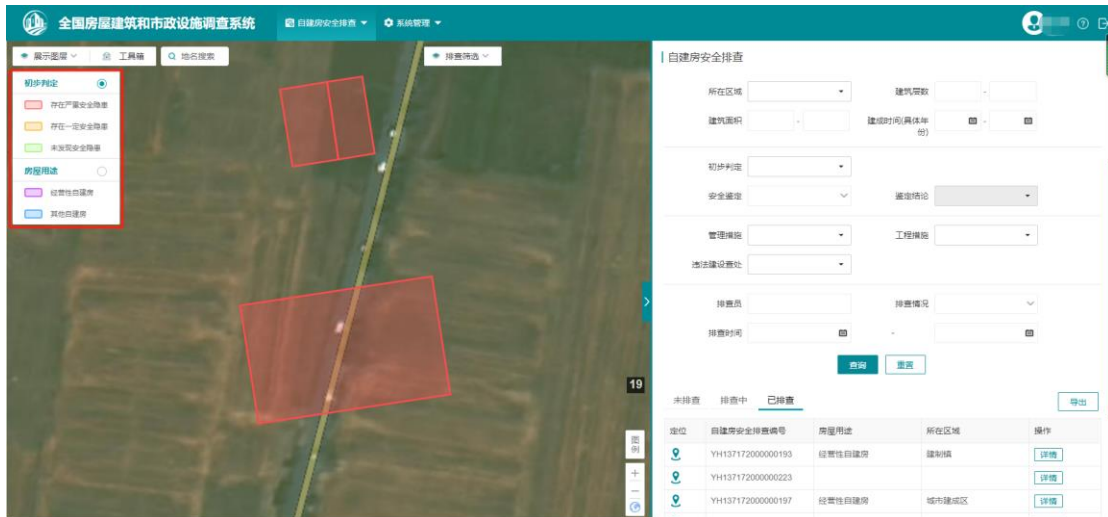 全国房屋建筑和市政设施调查系统
自建房安全排查
系统管理
展示图层
工具箱
地名搜索
排查筛选
初步判定
存在严重安全隐患
存在一定安全隐患
未发现安全隐患
房屋用途
经营性自建房
其他自建房
19
图例
自建房安全排查
所在区域
建筑层数
-
建筑面积
-
建成时间(具体年份)
-
初步判定
安全鉴定
鉴定结论
管理措施
工程措施
违法建设查处
排查员
排查情况
排查时间
-
查询
重置
未排查
排查中
已排查
导出
定位 自建房安全排查编号 房屋用途 所在区域 操作
YH137172000000193 经营性自建房 建制镇 详情
YH137172000000223 详情
YH137172000000197 经营性自建房 城市建成区 详情